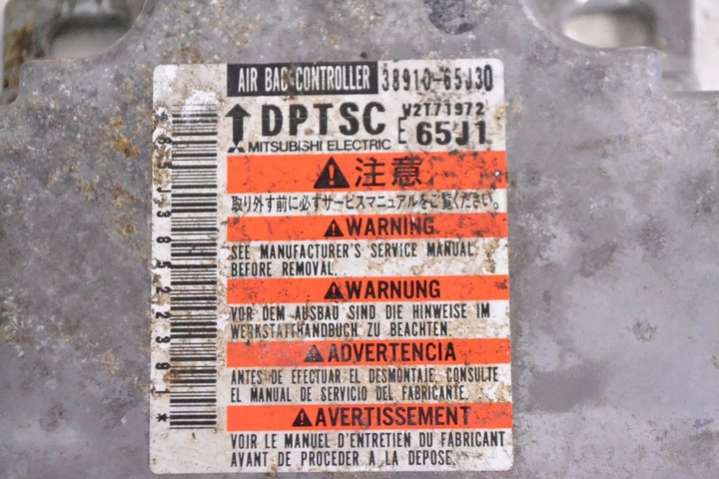 AIR BAG CONTROLLER 38910-65J30
DPTSC
V2T71972
E 65J1
MITSUBISHI ELECTRIC
注意
取り外す前に必ずサービスマニュアルをご覧ください。
WARNING
SEE MANUFACTURER'S SERVICE MANUAL
BEFORE REMOVAL.
WARNUNG
VOR DEM AUSBAU SIND DIE HINWEISE IM
WERKSTATTHANDBUCH ZU BEACHTEN.
ADVERTENCIA
ANTES DE EFECTUAR EL DESMONTAJE, CONSULTE
EL MANUAL DE SERVICIO DEL FABRICANTE.
AVERTISSEMENT
VOIR LE MANUEL D'ENTRETIEN DU FABRICANT
AVANT DE PROCEDER A LA DEPOSE.